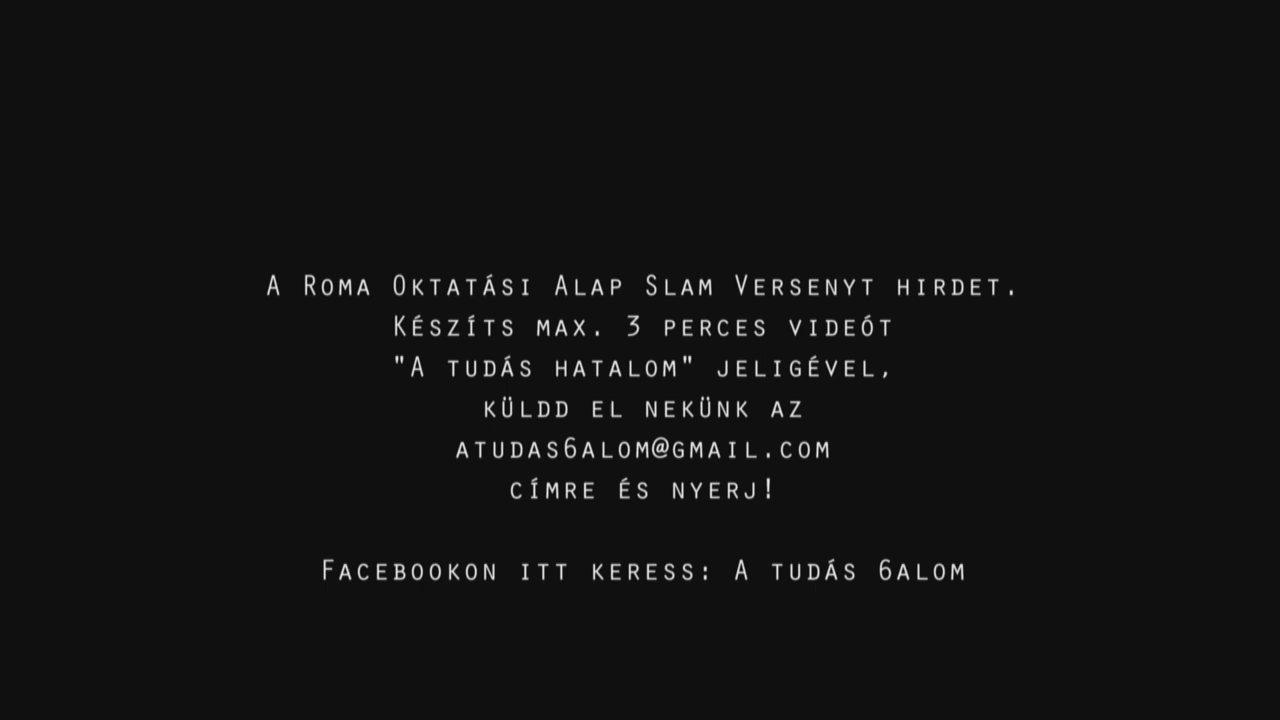 A Roma Oktatási Alap Slam Versenyt hirdet.
Készíts max. 3 perces videót
"A tudás hatalom" jeligével,
küldd el nekünk az
atudas6alom@gmail.com
címre és nyerj!
Facebookon itt keress: A tudás 6alom